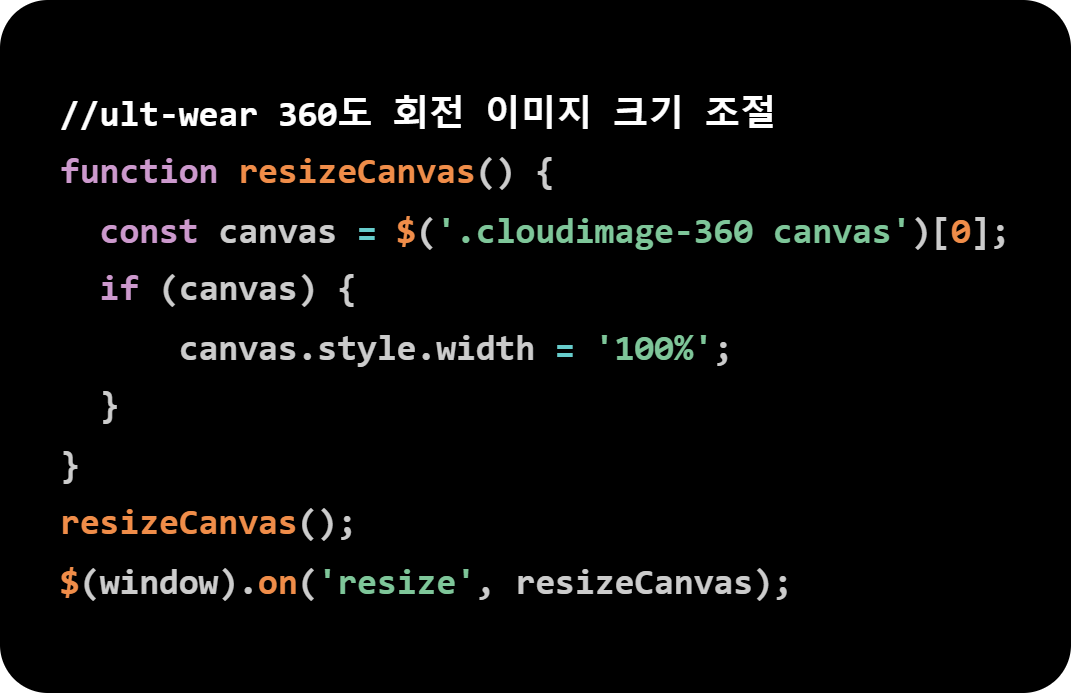 //ult-wear 360도 회전 이미지 크기 조절
function resizeCanvas() {
  const canvas = $('.cloudimage-360 canvas')[0];
  if (canvas) {
      canvas.style.width = '100%';
  }
}
resizeCanvas();
$(window).on('resize', resizeCanvas);